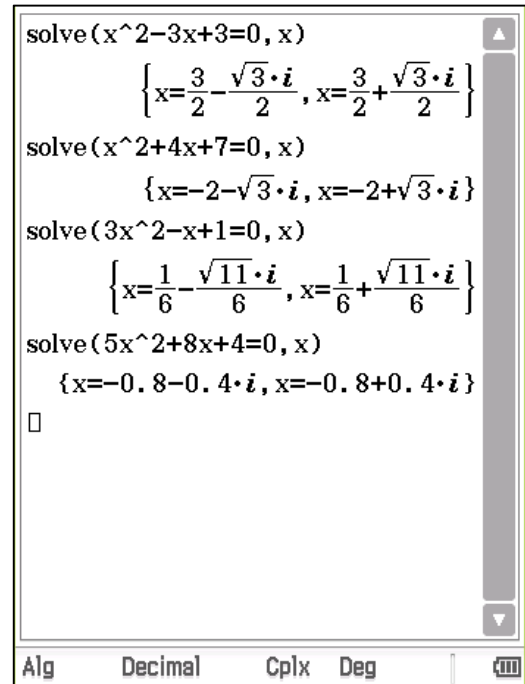 solve(x^2−3x+3=0,x)
{x=3/2−√3·i/2, x=3/2+√3·i/2}
solve(x^2+4x+7=0,x)
{x=−2−√3·i, x=−2+√3·i}
solve(3x^2−x+1=0,x)
{x=1/6−√11·i/6, x=1/6+√11·i/6}
solve(5x^2+8x+4=0,x)
{x=−0.8−0.4·i, x=−0.8+0.4·i}
Alg Decimal Cplx Deg